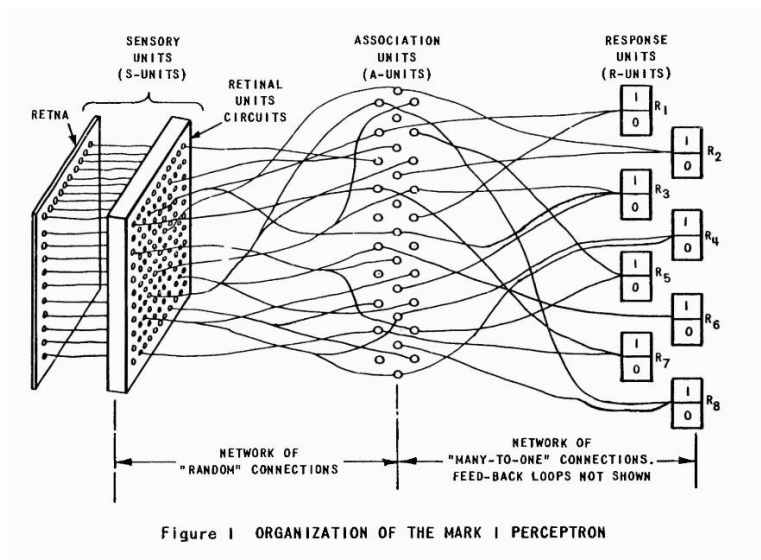 SENSORY
UNITS
(S-UNITS)
ASSOCIATION
UNITS
(A-UNITS)
RESPONSE
UNITS
(R-UNITS)
RETNA
RETINAL
UNITS
CIRCUITS
1
0
R1
1
0
R2
1
0
R3
1
0
R4
1
0
R5
1
0
R6
1
0
R7
1
0
R8
NETWORK OF
"RANDOM" CONNECTIONS
NETWORK OF
"MANY-TO-ONE" CONNECTIONS.
FEED-BACK LOOPS NOT SHOWN
Figure I ORGANIZATION OF THE MARK I PERCEPTRON